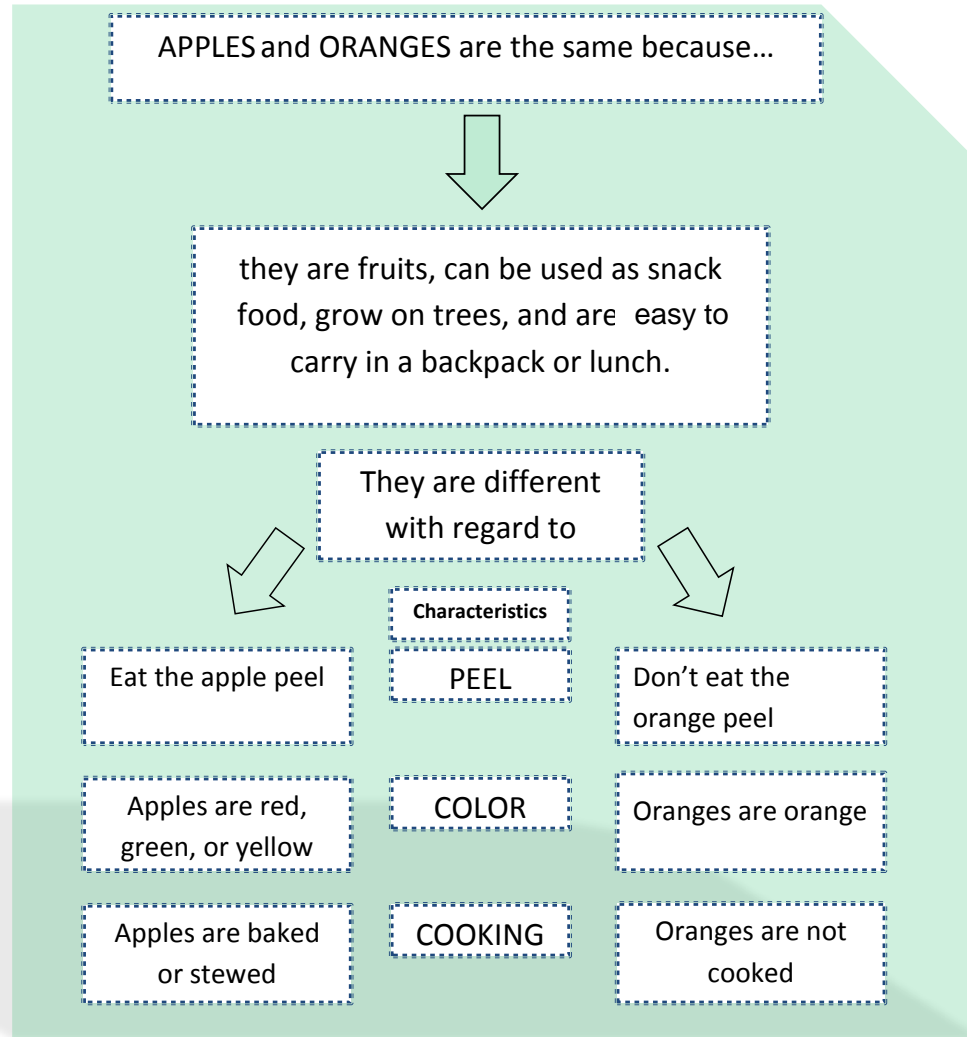 APPLES and ORANGES are the same because…
they are fruits, can be used as snack
food, grow on trees, and are easy to
carry in a backpack or lunch.
They are different
with regard to
Characteristics
Eat the apple peel
PEEL
Don’t eat the
orange peel
Apples are red,
green, or yellow
COLOR
Oranges are orange
Apples are baked
or stewed
COOKING
Oranges are not
cooked